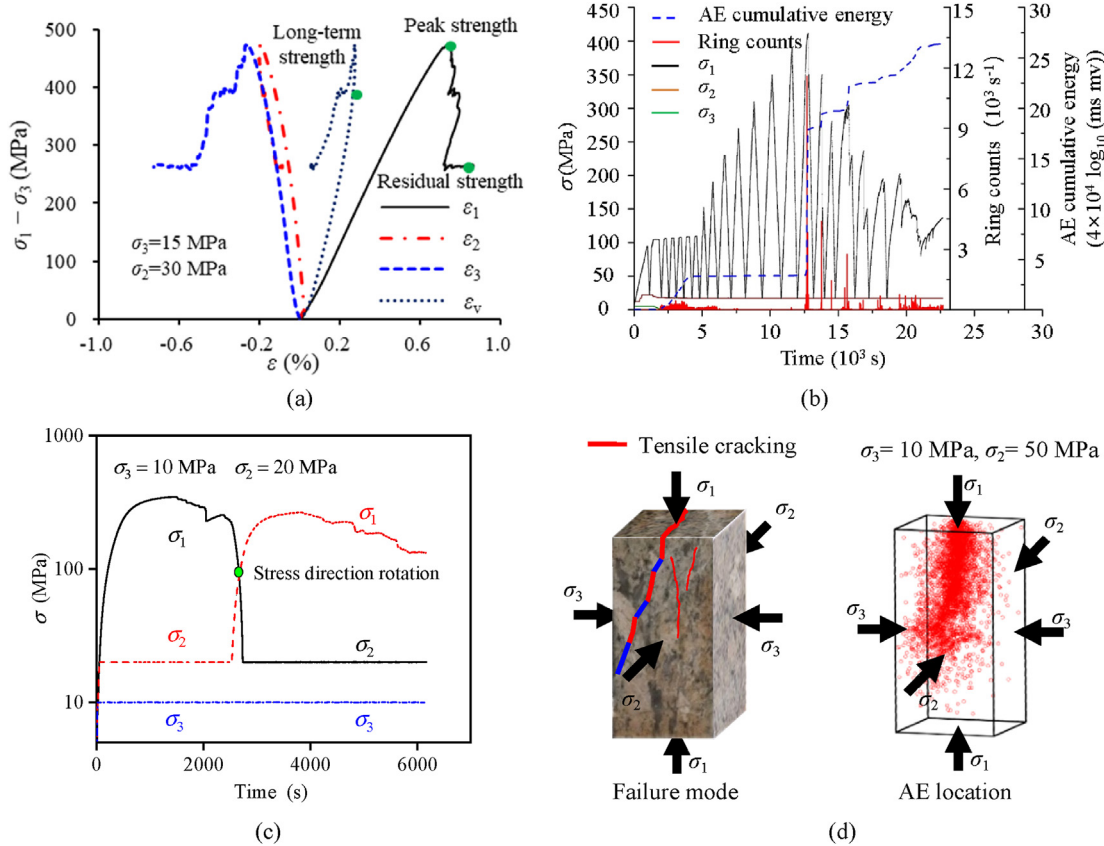 500
400
300
200
100
0
σ₁ − σ₃ (MPa)
Long-term
strength
Peak strength
Residual strength
σ₃=15 MPa
σ₂=30 MPa
ε₁
ε₂
ε₃
εᵥ
-1.0 -0.6 -0.2 0.2 0.6 1.0
ε (%)
(a)
450
400
350
300
250
200
150
100
50
0
σ(MPa)
AE cumulative energy
Ring counts
σ₁
σ₂
σ₃
15
12
9
6
3
Ring counts (10³ s⁻¹)
30
25
20
15
10
5
AE cumulative energy
(4×10⁴ log₁₀ (ms mv))
0 5 10 15 20 25 30
Time (10³ s)
(b)
1000
100
10
σ (MPa)
σ₃ = 10 MPa σ₂ = 20 MPa
σ₁
σ₁
Stress direction rotation
σ₂
σ₂
σ₃
σ₃
0 2000 4000 6000
Time (s)
(c)
Tensile cracking
σ₃= 10 MPa, σ₂= 50 MPa
σ₁
σ₂
σ₃
σ₃
σ₂
σ₁
Failure mode
σ₁
σ₂
σ₃
σ₃
σ₂
σ₁
AE location
(d)